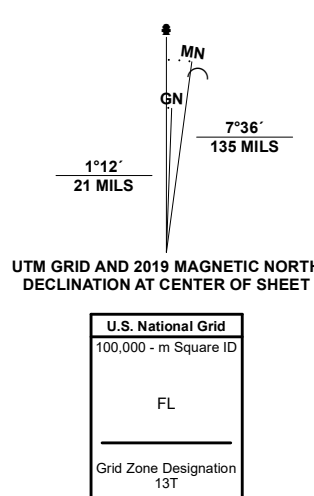 MN
GN
7°36´
135 MILS
1°12´
21 MILS
UTM GRID AND 2019 MAGNETIC NORTH
DECLINATION AT CENTER OF SHEET
U.S. National Grid
100,000 - m Square ID
FL
Grid Zone Designation
13T